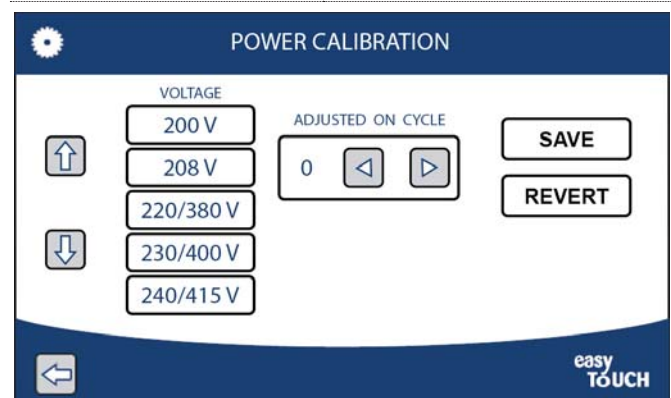 POWER CALIBRATION
VOLTAGE
200 V
208 V
220/380 V
230/400 V
240/415 V
ADJUSTED ON CYCLE
0
SAVE
REVERT
easy
TOUCH